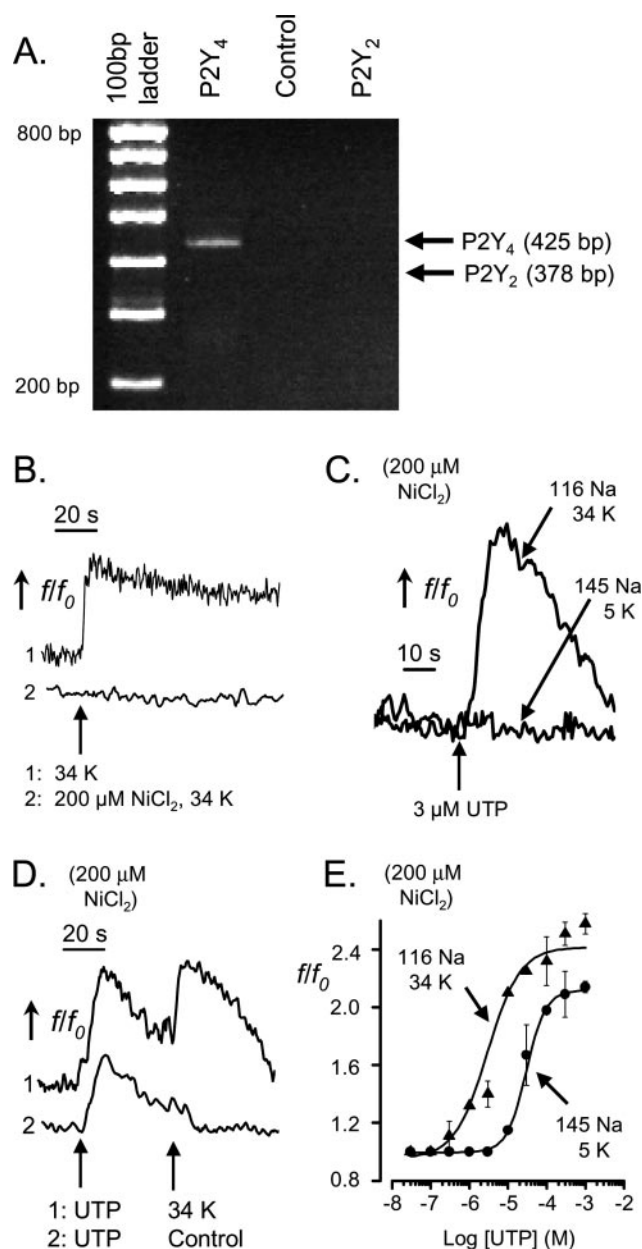 A.
100bp
ladder
P2Y₄
Control
P2Y₂
800 bp
P2Y₄ (425 bp)
P2Y₂ (378 bp)
200 bp
B.
20 s
f/f₀
1
2
1: 34 K
2: 200 µM NiCl₂, 34 K
C.
(200 µM
NiCl₂)
116 Na
34 K
145 Na
5 K
f/f₀
10 s
3 µM UTP
D.
(200 µM
NiCl₂)
20 s
f/f₀
1
2
1: UTP 34 K
2: UTP Control
E.
(200 µM
NiCl₂)
f/f₀
2.4
2.0
1.6
1.2
0.8
116 Na
34 K
145 Na
5 K
-8 -7 -6 -5 -4 -3 -2
Log [UTP] (M)